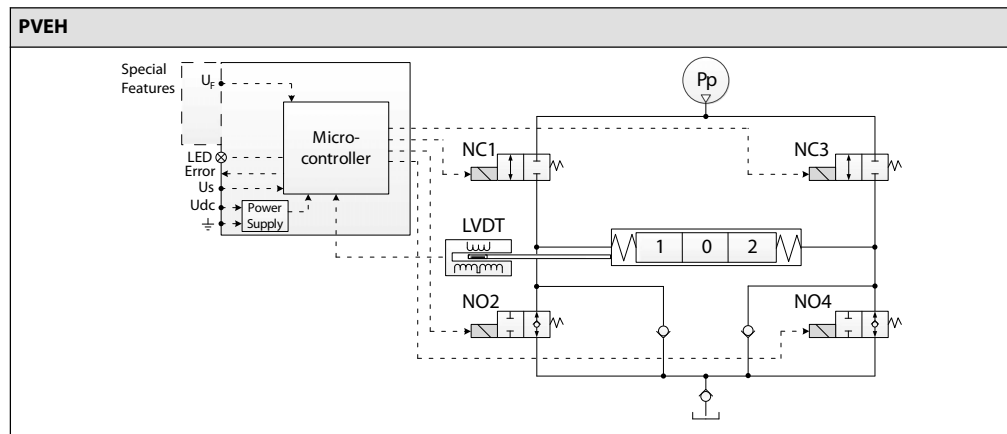 PVEH
Special
Features
U_F
Pp
Micro-
controller
NC1
NC3
LED
Error
Us
Udc
Power
Supply
LVDT
1 0 2
NO2
NO4